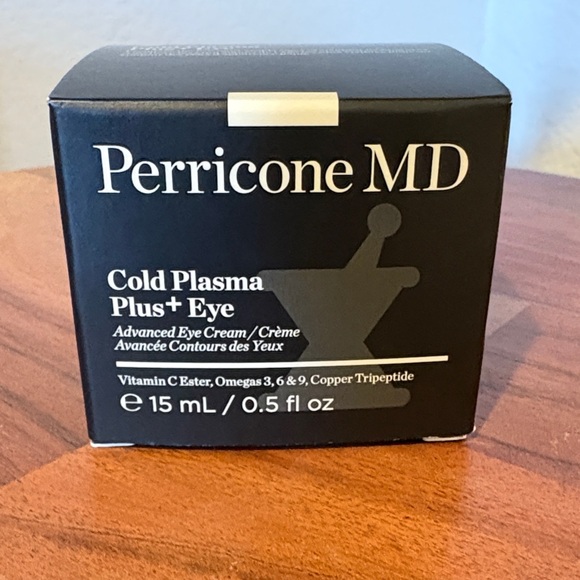 Perricone MD
Cold Plasma
Plus+ Eye
Advanced Eye Cream / Crème
Avancée Contours des Yeux
Vitamin C Ester, Omegas 3, 6 & 9, Copper Tripeptide
℮ 15 mL / 0.5 fl oz